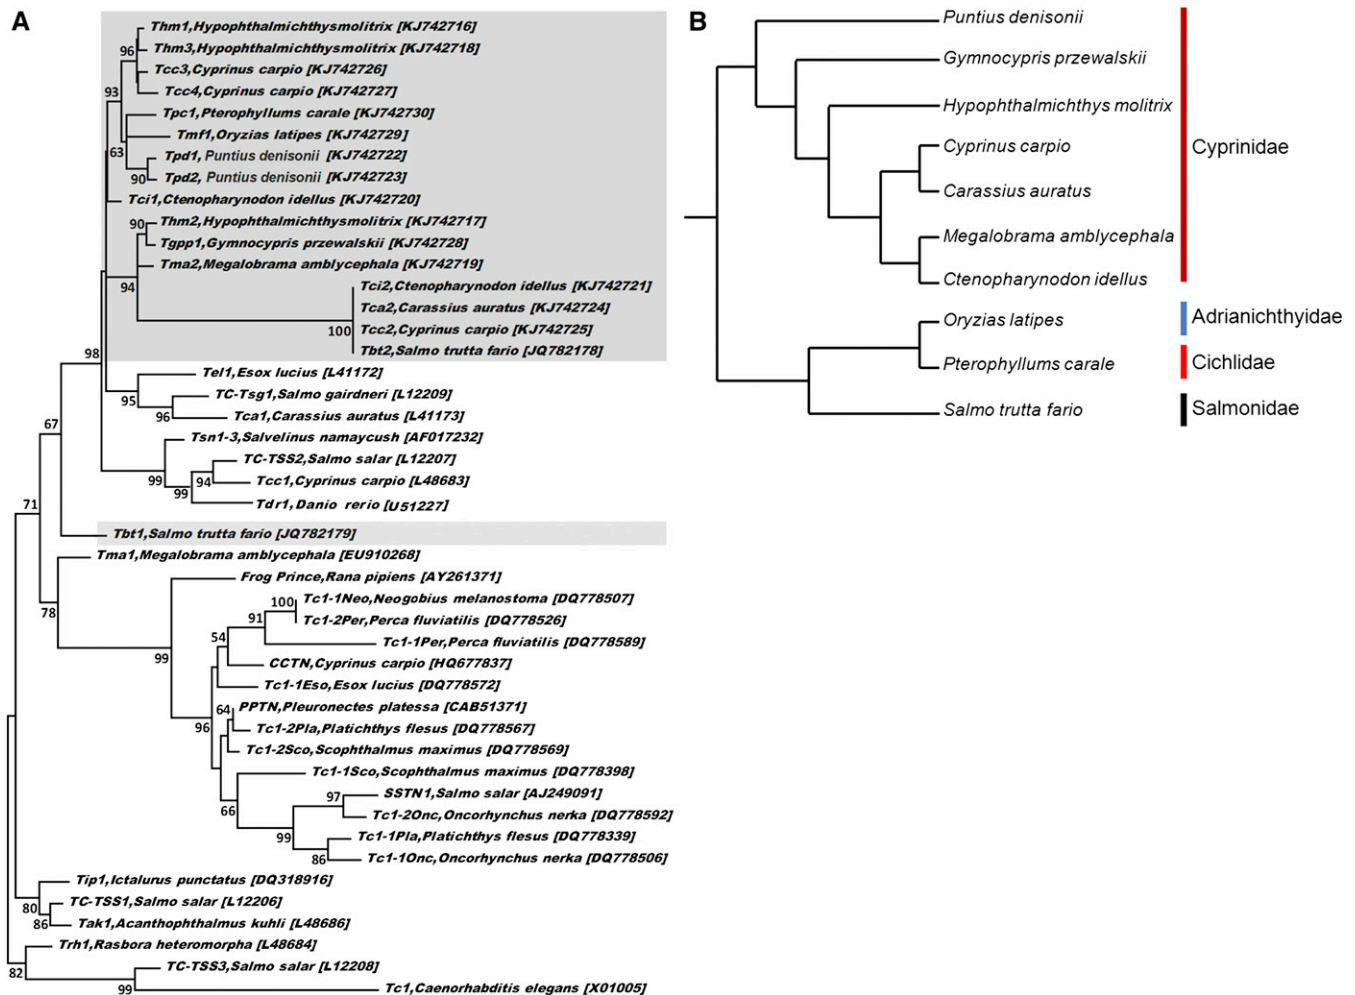 A
Thm1,Hypophthalmichthysmolitrix [KJ742716]
96
Thm3,Hypophthalmichthysmolitrix [KJ742718]
Tcc3,Cyprinus carpio [KJ742726]
93
Tcc4,Cyprinus carpio [KJ742727]
Tpc1,Pterophyllums carale [KJ742730]
Tmf1,Oryzias latipes [KJ742729]
63
Tpd1, Puntius denisonii [KJ742722]
90
Tpd2, Puntius denisonii [KJ742723]
Tci1,Ctenopharynodon idellus [KJ742720]
90
Thm2,Hypophthalmichthysmolitrix [KJ742717]
Tgpp1,Gymnocypris przewalskii [KJ742728]
Tma2,Megalobrama amblycephala [KJ742719]
94
Tci2,Ctenopharynodon idellus [KJ742721]
Tca2,Carassius auratus [KJ742724]
100
Tcc2,Cyprinus carpio [KJ742725]
Tbt2,Salmo trutta fario [JQ782178]
98
Tel1,Esox lucius [L41172]
95
TC-Tsg1,Salmo gairdneri [L12209]
96
Tca1,Carassius auratus [L41173]
67
Tsn1-3,Salvelinus namaycush [AF017232]
99
TC-TSS2,Salmo salar [L12207]
94
Tcc1,Cyprinus carpio [L48683]
99
Tdr1,Danio rerio [U51227]
71
Tbt1,Salmo trutta fario [JQ782179]
Tma1,Megalobrama amblycephala [EU910268]
78
Frog Prince,Rana pipiens [AY261371]
100
Tc1-1Neo,Neogobius melanostoma [DQ778507]
91
Tc1-2Per,Perca fluviatilis [DQ778526]
54
Tc1-1Per,Perca fluviatilis [DQ778589]
99
CCTN,Cyprinus carpio [HQ677837]
Tc1-1Eso,Esox lucius [DQ778572]
64
PPTN,Pleuronectes platessa [CAB51371]
96
Tc1-2Pla,Platichthys flesus [DQ778567]
Tc1-2Sco,Scophthalmus maximus [DQ778569]
Tc1-1Sco,Scophthalmus maximus [DQ778398]
66
97
SSTN1,Salmo salar [AJ249091]
Tc1-2Onc,Oncorhynchus nerka [DQ778592]
99
Tc1-1Pla,Platichthys flesus [DQ778339]
86
Tc1-1Onc,Oncorhynchus nerka [DQ778506]
Tip1,Ictalurus punctatus [DQ318916]
80
TC-TSS1,Salmo salar [L12206]
86
Tak1,Acanthophthalmus kuhli [L48686]
Trh1,Rasbora heteromorpha [L48684]
82
TC-TSS3,Salmo salar [L12208]
99
Tc1,Caenorhabditis elegans [X01005]
B
Puntius denisonii
Gymnocypris przewalskii
Hypophthalmichthys molitrix
Cyprinus carpio
Cyprinidae
Carassius auratus
Megalobrama amblycephala
Ctenopharynodon idellus
Oryzias latipes
Adrianichthyidae
Pterophyllums carale
Cichlidae
Salmo trutta fario
Salmonidae